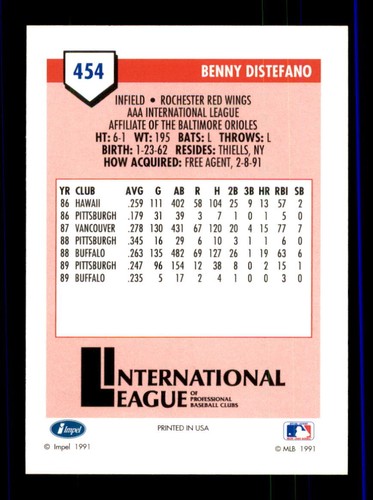 454
BENNY DISTEFANO
INFIELD • ROCHESTER RED WINGS
AAA INTERNATIONAL LEAGUE
AFFILIATE OF THE BALTIMORE ORIOLES
HT: 6-1 WT: 195 BATS: L THROWS: L
BIRTH: 1-23-62 RESIDES: THIELLS, NY
HOW ACQUIRED: FREE AGENT, 2-8-91
YR CLUB AVG G AB R H 2B 3B HR RBI SB
86 HAWAII .259 111 402 58 104 25 9 13 57 2
86 PITTSBURGH .179 31 39 3 7 1 0 1 5 0
87 VANCOUVER .278 130 431 67 120 20 4 15 77 7
88 PITTSBURGH .345 16 29 6 10 3 1 1 6 0
88 BUFFALO .263 135 482 69 127 26 1 19 63 6
89 PITTSBURGH .247 96 154 12 38 8 0 2 15 1
89 BUFFALO .235 5 17 2 4 1 0 0 3 0
INTERNATIONAL
LEAGUE OF PROFESSIONAL BASEBALL CLUBS
impel
PRINTED IN USA
© Impel 1991
© MLB 1991